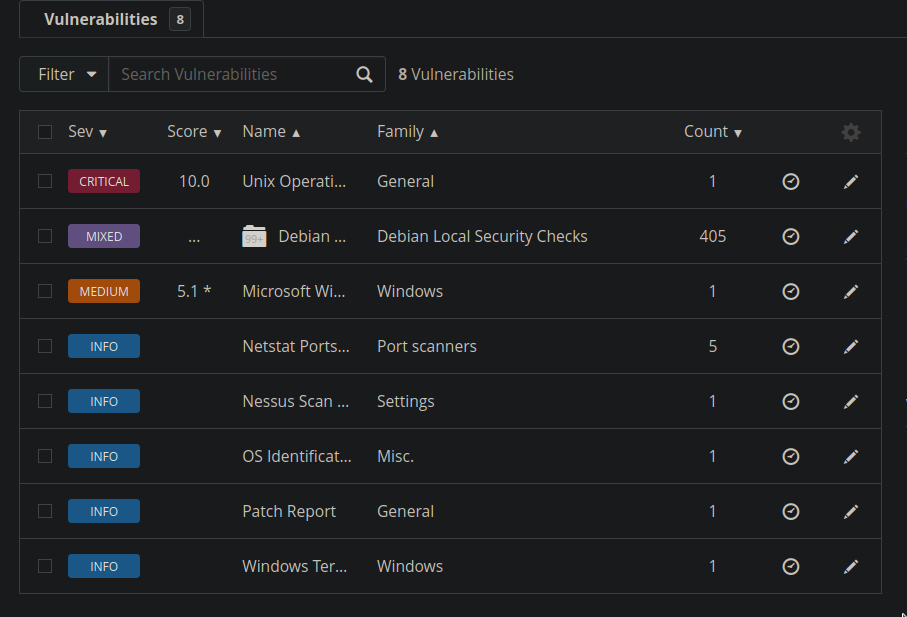 Vulnerabilities 8
Filter Search Vulnerabilities 8 Vulnerabilities
Sev Score Name Family Count
CRITICAL 10.0 Unix Operati... General 1
MIXED ... 99+ Debian ... Debian Local Security Checks 405
MEDIUM 5.1 * Microsoft Wi... Windows 1
INFO Netstat Ports... Port scanners 5
INFO Nessus Scan ... Settings 1
INFO OS Identificat... Misc. 1
INFO Patch Report General 1
INFO Windows Ter... Windows 1